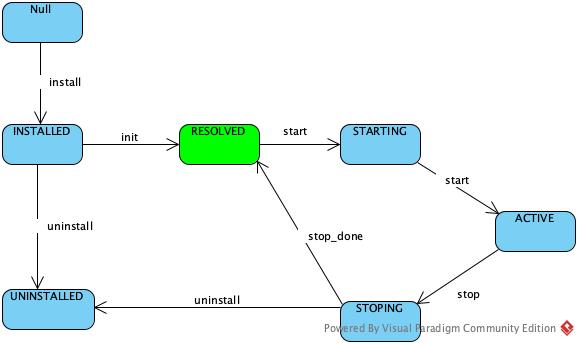 Null
install
INSTALLED
init
RESOLVED
start
STARTING
start
ACTIVE
uninstall
stop_done
stop
UNINSTALLED
uninstall
STOPING
Powered By Visual Paradigm Community Edition